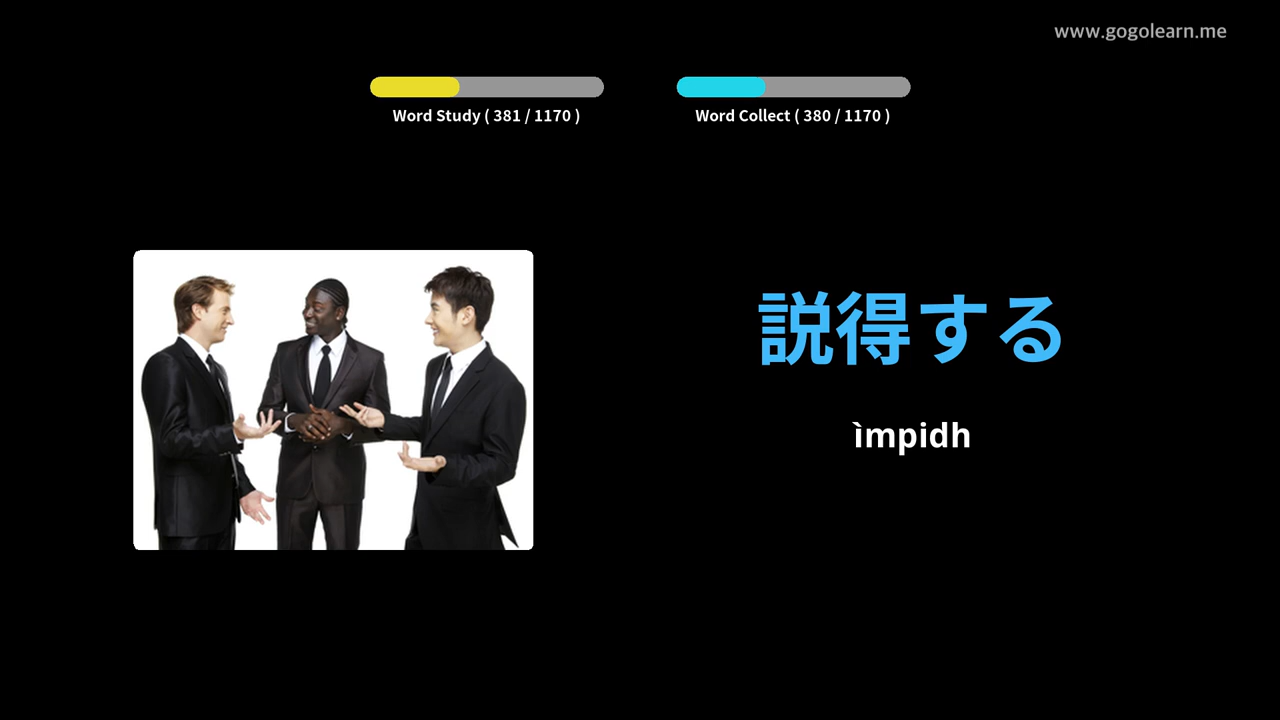 www.gogolearn.me
Word Study ( 381 / 1170 )
Word Collect ( 380 / 1170 )
説得する
ìmpidh